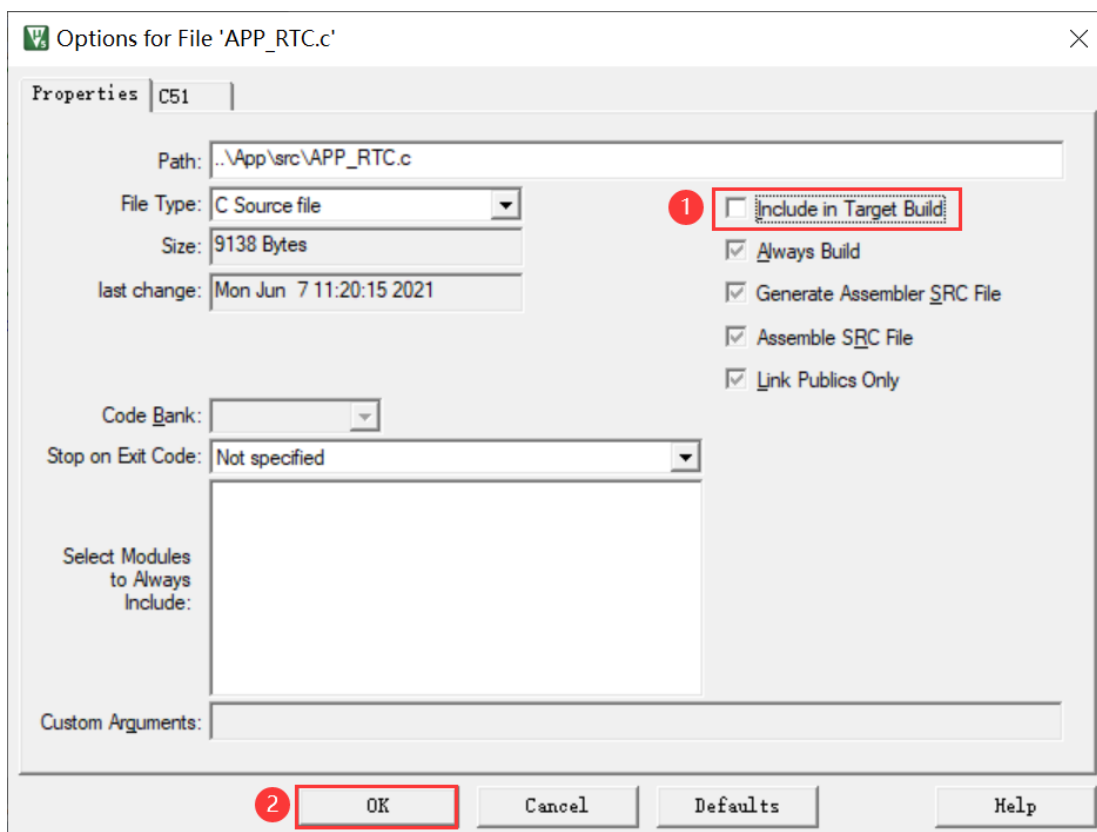 Options for File 'APP_RTC.c'
Properties C51
Path: ..\App\src\APP_RTC.c
File Type: C Source file
1 Include in Target Build
Size: 9138 Bytes
Always Build
last change: Mon Jun 7 11:20:15 2021
Generate Assembler SRC File
Assemble SRC File
Link Publics Only
Code Bank:
Stop on Exit Code: Not specified
Select Modules
to Always
Include:
Custom Arguments:
2 OK Cancel Defaults Help